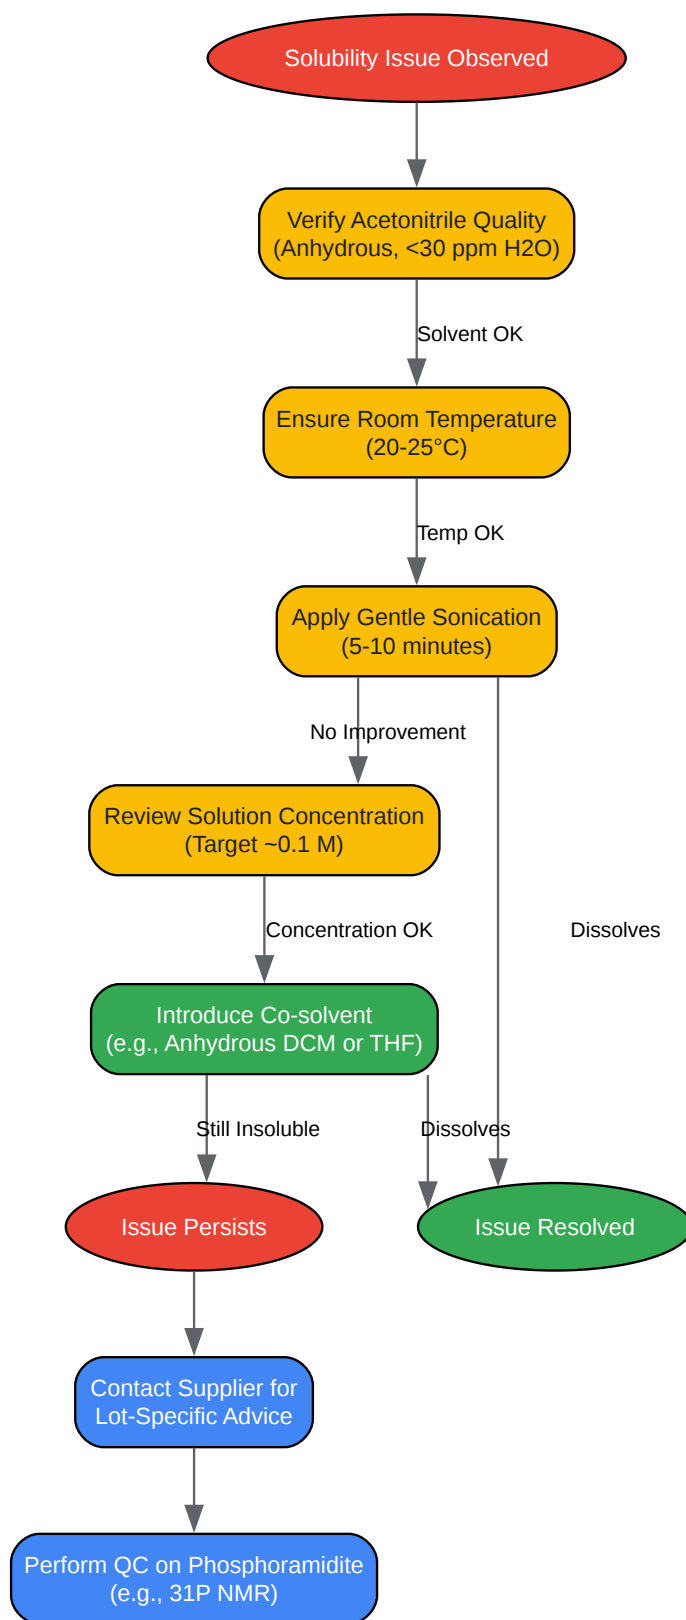 Solubility Issue Observed
Verify Acetonitrile Quality
(Anhydrous, <30 ppm H2O)
Solvent OK
Ensure Room Temperature
(20-25°C)
Temp OK
Apply Gentle Sonication
(5-10 minutes)
No Improvement
Review Solution Concentration
(Target ~0.1 M)
Concentration OK
Dissolves
Introduce Co-solvent
(e.g., Anhydrous DCM or THF)
Still Insoluble
Dissolves
Issue Persists
Issue Resolved
Contact Supplier for
Lot-Specific Advice
Perform QC on Phosphoramidite
(e.g., 31P NMR)